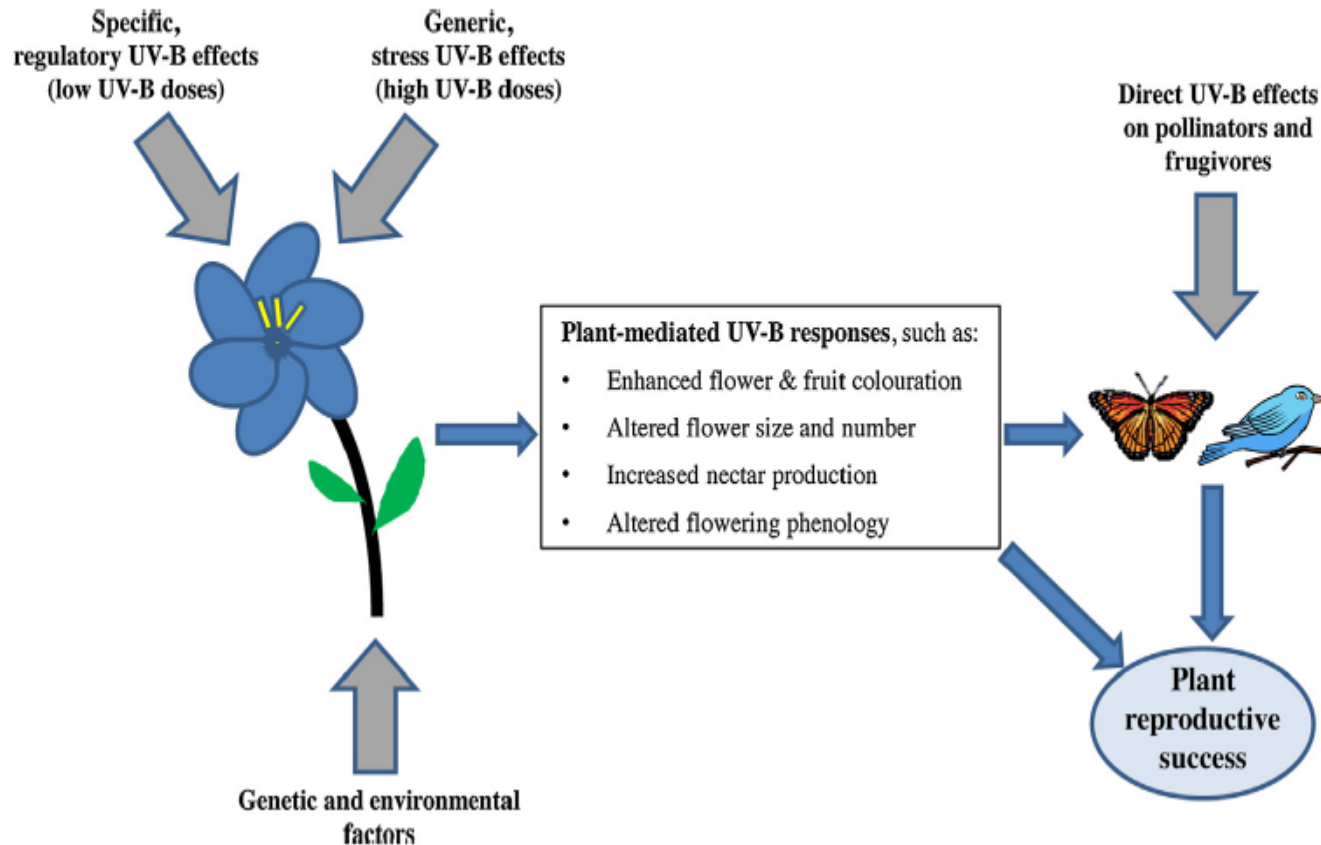 Specific,
regulatory UV-B effects
(low UV-B doses)
Generic,
stress UV-B effects
(high UV-B doses)
Direct UV-B effects
on pollinators and
frugivores
Plant-mediated UV-B responses, such as:
• Enhanced flower & fruit colouration
• Altered flower size and number
• Increased nectar production
• Altered flowering phenology
Plant
reproductive
success
Genetic and environmental
factors